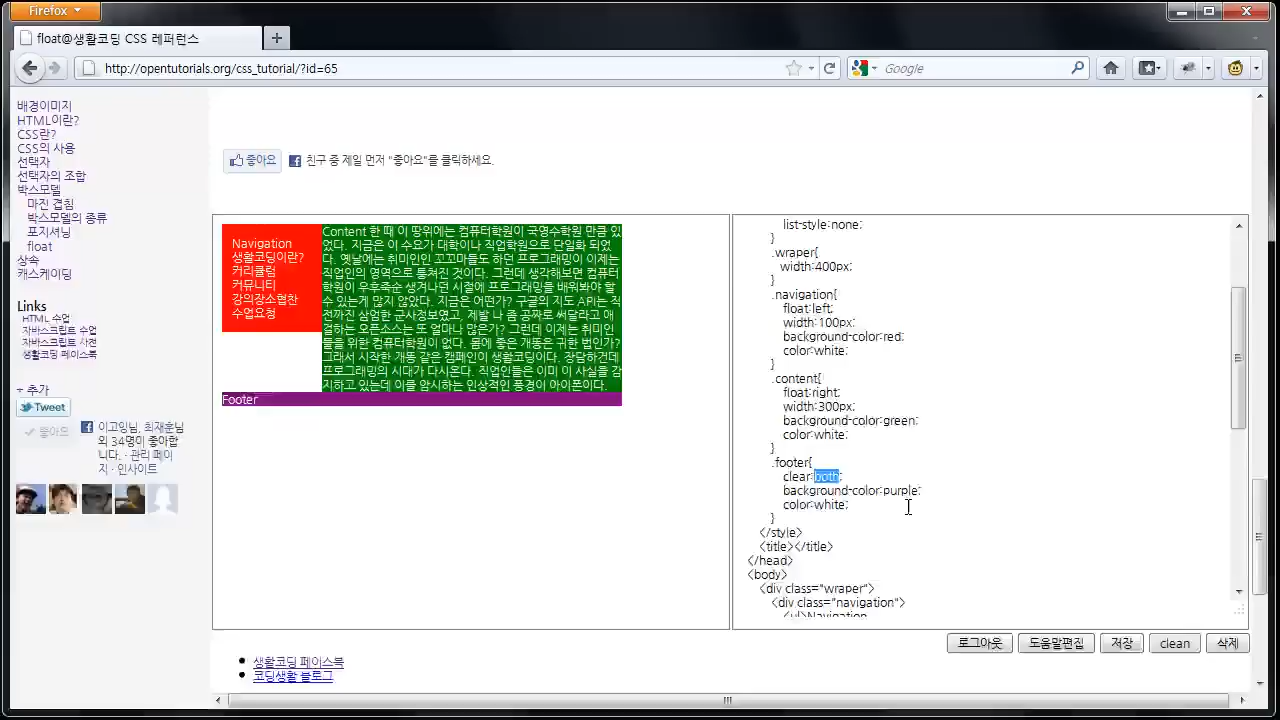 Firefox
float@생활코딩 CSS 레퍼런스
http://opentutorials.org/css_tutorial/?id=65
Google
배경이미지
HTML이란?
CSS란?
CSS의 사용
선택자
선택자의 조합
박스모델
마진 겹침
박스모델의 종류
포지셔닝
float
상속
캐스케이딩
Links
HTML 수업
자바스크립트 수업
자바스크립트 사전
생활코딩 페이스북
+ 추가
Tweet
좋아요
이고잉님, 최재훈님
외 34명이 좋아합
니다. · 관리 페이
지 · 인사이트
좋아요
친구 중 제일 먼저 "좋아요"를 클릭하세요.
Navigation
생활코딩이란?
커리큘럼
커뮤니티
강의장소협찬
수업요청
Content 한 때 이 땅위에는 컴퓨터학원이 국영수학원 만큼 있
었다. 지금은 이 수요가 대학이나 직업학원으로 단일화 되었
다. 옛날에는 취미인인 꼬꼬마들도 하던 프로그래밍이 이제는
직업인의 영역으로 퉁쳐진 것이다. 그런데 생각해보면 컴퓨터
학원이 우후죽순 생겨나던 시절에 프로그래밍을 배워봐야 할
수 있는게 많지 않았다. 지금은 어떤가? 구글의 지도 API는 직
전까진 삼엄한 군사정보였고, 제발 나 좀 공짜로 써달라고 애
걸하는 오픈소스는 또 얼마나 많은가? 그런데 이제는 취미인
들을 위한 컴퓨터학원이 없다. 몸에 좋은 개똥은 귀한 법인가?
그래서 시작한 개똥 같은 캠페인이 생활코딩이다. 장담하건데
프로그래밍의 시대가 다시온다. 직업인들은 이미 이 사실을 감
지하고 있는데 이를 암시하는 인상적인 풍경이 아이폰이다.
Footer
list-style:none;
}
.wraper{
width:400px;
}
.navigation{
float:left;
width:100px;
background-color:red;
color:white;
}
.content{
float:right;
width:300px;
background-color:green;
color:white;
}
.footer{
clear:both;
background-color:purple;
color:white;
}
</style>
<title></title>
</head>
<body>
<div class="wraper">
<div class="navigation">
<ul>Navigation
로그아웃 도움말편집 저장 clean 삭제
생활코딩 페이스북
코딩생활 블로그